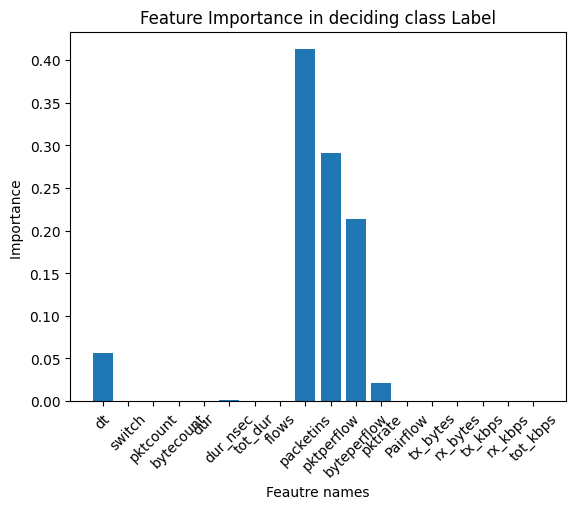 Feature Importance in deciding class Label
Importance
0.40
0.35
0.30
0.25
0.20
0.15
0.10
0.05
0.00
dt
switch
pktcount
bytecount
dur
dur_nsec
tot_dur
flows
packetins
pktperflow
byteperflow
pktrate
Pairflow
tx_bytes
rx_bytes
tx_kbps
rx_kbps
tot_kbps
Feautre names